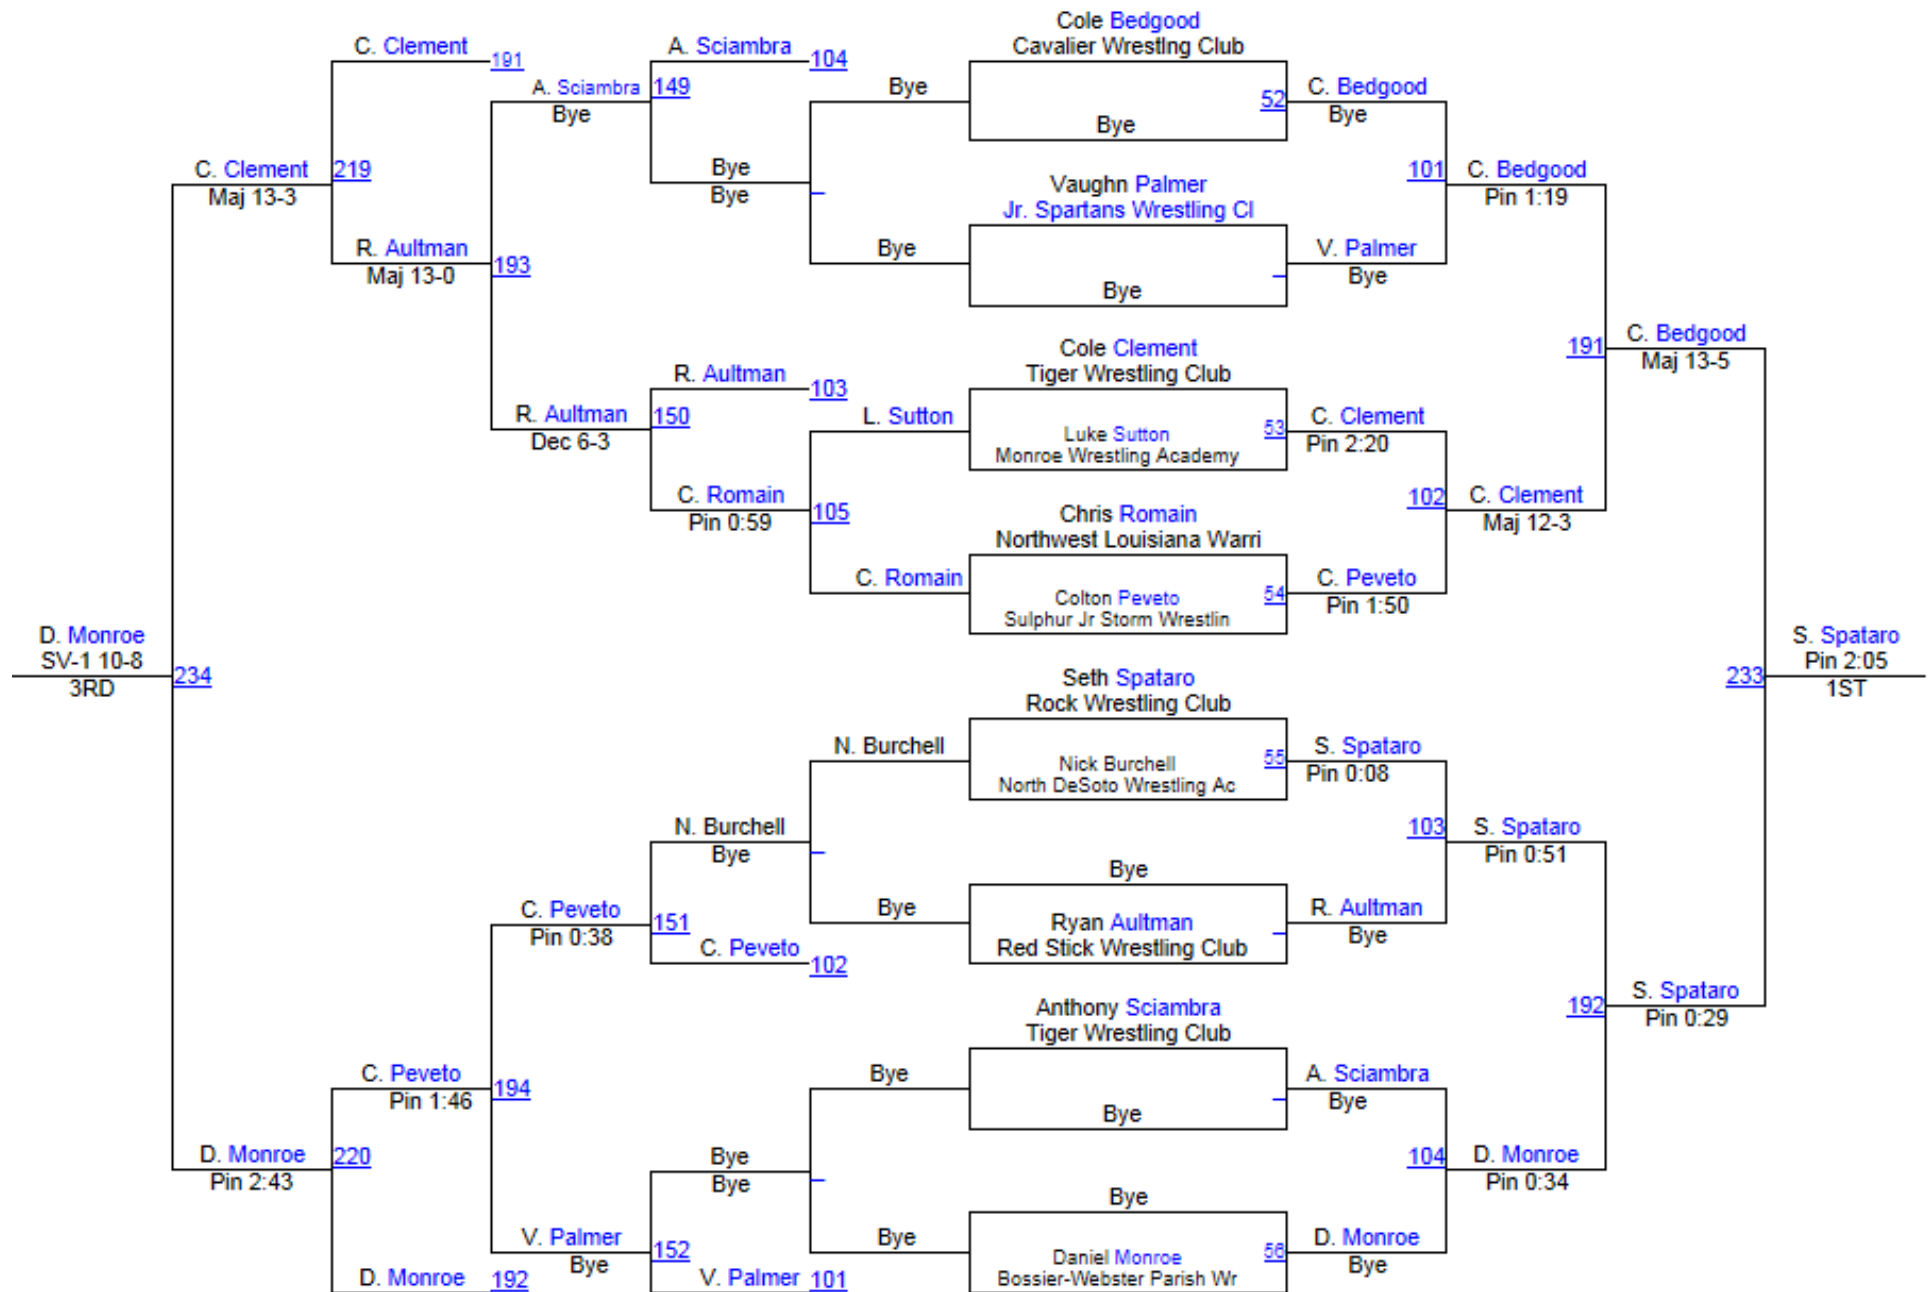 Cole Bedgood
C. Clement
A. Sciambra
Cavalier Wrestlng Club
191
104
A. Sciambra
149
Bye
52
C. Bedgood
Bye
Bye
Bye
C. Clement
219
Bye
101
C. Bedgood
Maj 13-3
Bye
Vaughn Palmer
Pin 1:19
Jr. Spartans Wrestling Cl
R. Aultman
193
Bye
V. Palmer
Maj 13-0
Bye
Bye
Cole Clement
191
C. Bedgood
R. Aultman
103
Tiger Wrestling Club
Maj 13-5
R. Aultman
150
L. Sutton
Luke Sutton
53
C. Clement
Dec 6-3
Monroe Wrestling Academy
Pin 2:20
C. Romain
105
Chris Romain
102
C. Clement
Pin 0:59
Northwest Louisiana Warri
Maj 12-3
C. Romain
Colton Peveto
54
C. Peveto
Sulphur Jr Storm Wrestlin
Pin 1:50
D. Monroe
SV-1 10-8
3RD
234
Seth Spataro
Rock Wrestling Club
233
S. Spataro
Pin 2:05
1ST
N. Burchell
Nick Burchell
55
S. Spataro
North DeSoto Wrestling Ac
Pin 0:08
N. Burchell
103
S. Spataro
Bye
Bye
Pin 0:51
C. Peveto
151
Bye
Ryan Aultman
R. Aultman
Pin 0:38
C. Peveto
102
Red Stick Wrestling Club
Bye
Anthony Sciambra
192
S. Spataro
Tiger Wrestling Club
Pin 0:29
C. Peveto
194
Bye
A. Sciambra
Pin 1:46
Bye
Bye
D. Monroe
220
Bye
104
D. Monroe
Pin 2:43
Bye
Bye
Pin 0:34
V. Palmer
152
Bye
Daniel Monroe
56
D. Monroe
Bye
Bossier-Webster Parish Wr
Bye
D. Monroe
192
V. Palmer
101